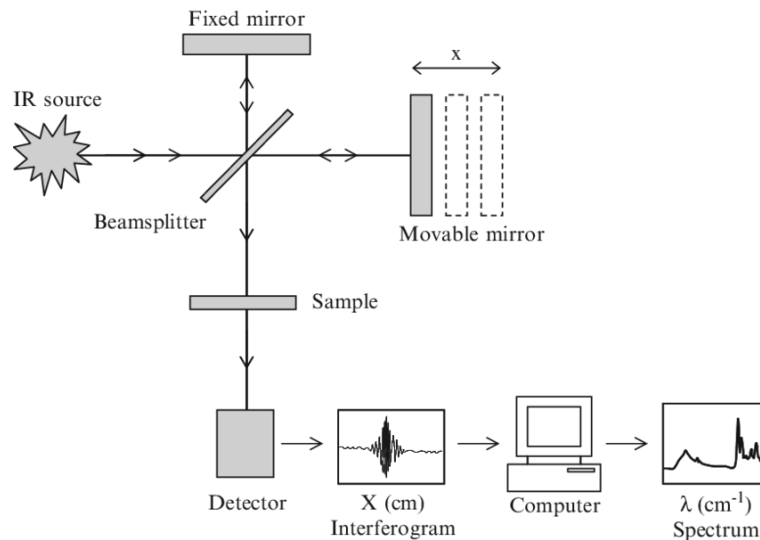 Fixed mirror
x
IR source
Beamsplitter
Movable mirror
Sample
Detector
X (cm)
Interferogram
Computer
λ (cm⁻¹)
Spectrum